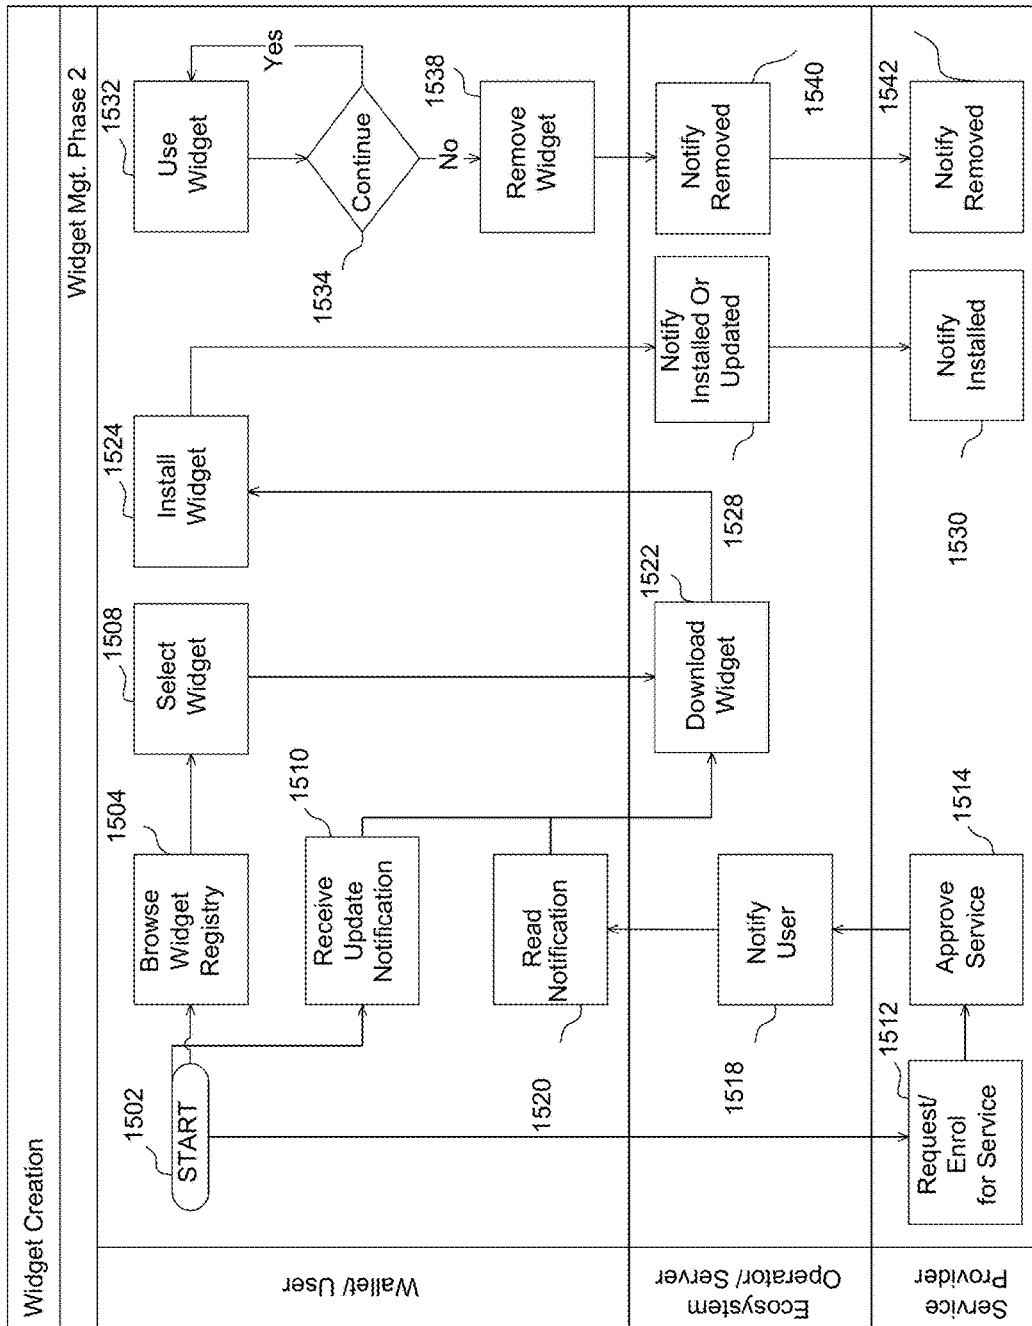 Widget Creation
Widget Mgt. Phase 2
Wallet/ User
Ecosystem
Operator/ Server
Service
Provider
1502
START
1504
Browse
Widget
Registry
1508
Select
Widget
1524
Install
Widget
1532
Use
Widget
Yes
1510
Receive
Update
Notification
1534
Continue
No
1520
Read
Notification
1538
Remove
Widget
1518
Notify
User
1522
Download
Widget
1528
Notify
Installed Or
Updated
1540
Notify
Removed
1512
Request/
Enrol
for Service
1514
Approve
Service
1530
Notify
Installed
1542
Notify
Removed